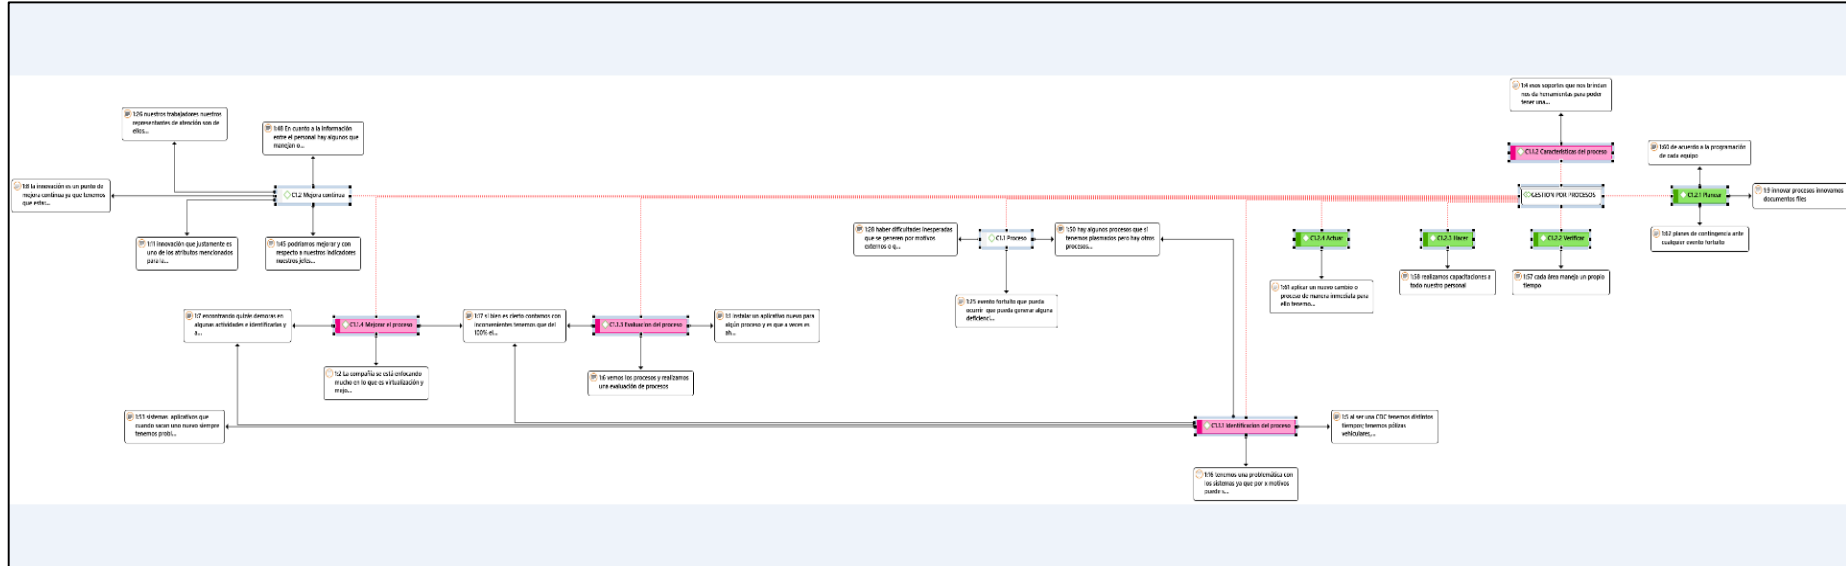 1:4 esos soportes que nos brindan
nos da herramientas para poder
tener una...
1:26 nuestros trabajadores nuestros
representantes de atención son de
ellos...
1:48 En cuanto a la información
entre el personal hay algunos que
manejan o...
C1.1.2 Características del proceso
1:60 de acuerdo a la programación
de cada equipo
1:8 la innovación es un punto de
mejora continua ya que tenemos
que estar...
C1.2 Mejora continua
GESTION POR PROCESOS
C1.2.1 Planear
1:9 innovar procesos innovamos
documentos files
1:11 innovación que justamente es
uno de los atributos mencionados
para la...
1:45 podríamos mejorar y con
respecto a nuestros indicadores
nuestros jefes...
1:28 haber dificultades inesperadas
que se generen por motivos
externos o q...
C1.1 Proceso
1:50 hay algunos procesos que si
tenemos plasmados pero hay otros
procesos...
C1.2.4 Actuar
C1.2.3 Hacer
C1.2.2 Verificar
1:62 planes de contingencia ante
cualquier evento fortuito
1:61 aplicar un nuevo cambio o
proceso de manera inmediata para
ello tenemos...
1:58 realizamos capacitaciones a
todo nuestro personal
1:57 cada área maneja un propio
tiempo
1:25 evento fortuito que pueda
ocurrir que pueda generar alguna
deficienci...
1:7 encontrando quizás demoras en
algunas actividades e identificarlas y
a...
C1.1.4 Mejorar el proceso
1:17 si bien es cierto contamos con
inconvenientes tenemos que del
100% el...
C1.1.3 Evaluacion del proceso
1:1 instalar un aplicativo nuevo para
algún proceso y es que a veces es
ah...
1:2 La compañía se está enfocando
mucho en lo que es virtualización y
mejo...
1:6 vemos los procesos y realizamos
una evaluación de procesos
1:53 sistemas aplicativos que
cuando sacan uno nuevo siempre
tenemos probl...
C1.1.1 Identificacion del proceso
1:5 al ser una CDC tenemos distintos
tiempos; tenemos pólizas
vehiculares,...
1:16 tenemos una problemática con
los sistemas ya que por x motivos
puede s...